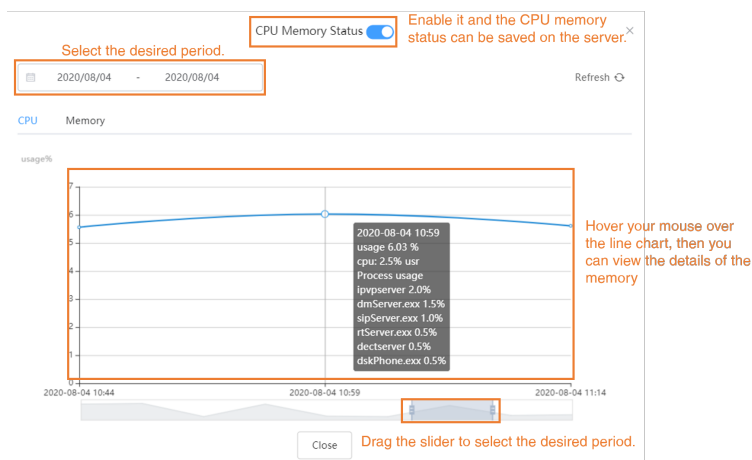 CPU Memory Status
Enable it and the CPU memory
status can be saved on the server.
Select the desired period.
2020/08/04 - 2020/08/04
Refresh
CPU Memory
usage%
7
6
5
4
3
2
1
0
2020-08-04 10:59
usage 6.03 %
cpu: 2.5% usr
Process usage
ipvpserver 2.0%
dmServer.exx 1.5%
sipServer.exx 1.0%
rtServer.exx 0.5%
dectserver 0.5%
dskPhone.exx 0.5%
Hover your mouse over
the line chart, then you
can view the details of the
memory
2020-08-04 10:44 2020-08-04 10:59 2020-08-04 11:14
Close
Drag the slider to select the desired period.